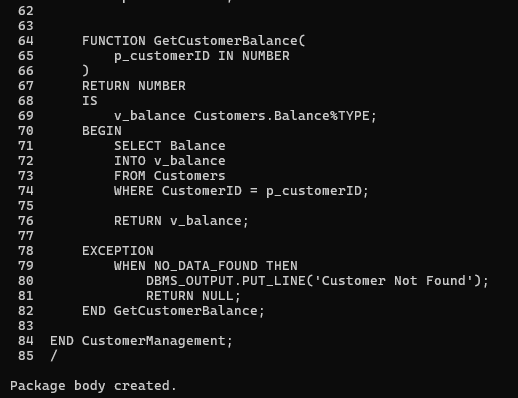 62
63
64      FUNCTION GetCustomerBalance(
65          p_customerID IN NUMBER
66      )
67      RETURN NUMBER
68      IS
69          v_balance Customers.Balance%TYPE;
70      BEGIN
71          SELECT Balance
72          INTO v_balance
73          FROM Customers
74          WHERE CustomerID = p_customerID;
75
76          RETURN v_balance;
77
78      EXCEPTION
79          WHEN NO_DATA_FOUND THEN
80              DBMS_OUTPUT.PUT_LINE('Customer Not Found');
81              RETURN NULL;
82      END GetCustomerBalance;
83
84  END CustomerManagement;
85  /
Package body created.